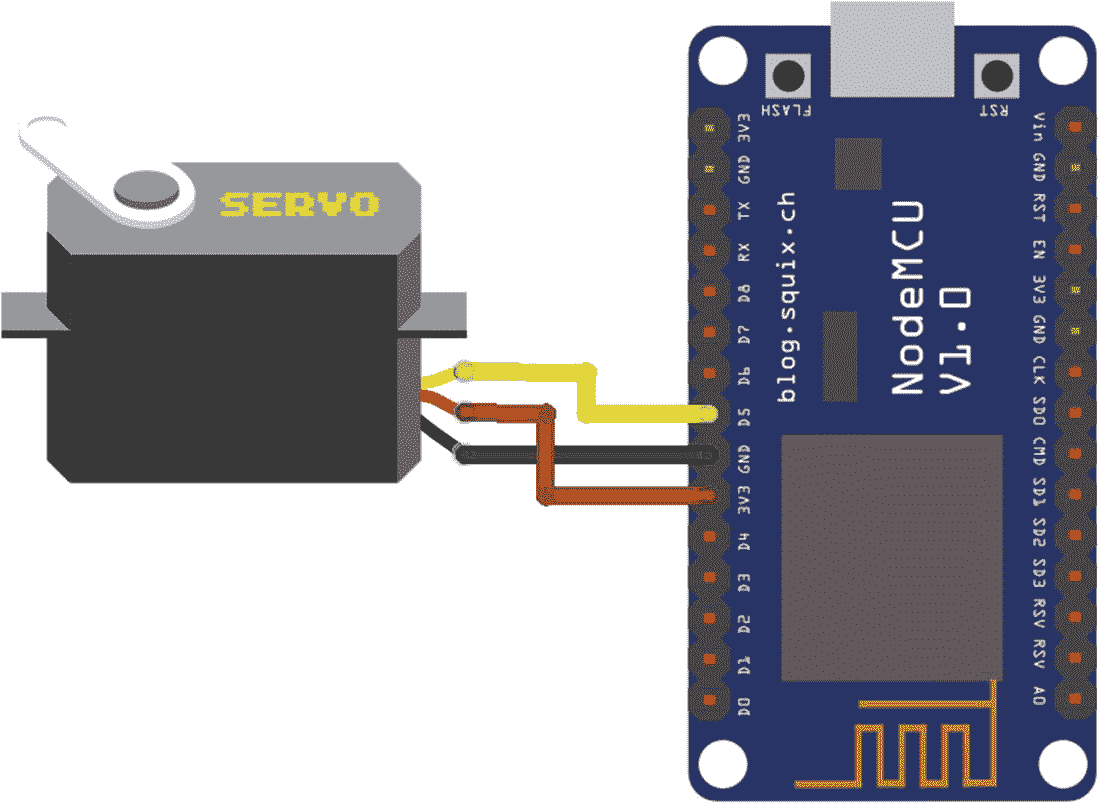 FLASH
RST
SERVO
3V3
GND
TX
RX
D8
D7
D6
D5
GND
3V3
D4
D3
D2
D1
D0
blog.squix.ch
NodeMCU
V1.0
Vin
GND
RST
EN
3V3
GND
CLK
SD0
CMD
SD1
SD2
SD3
RSV
RSV
A0